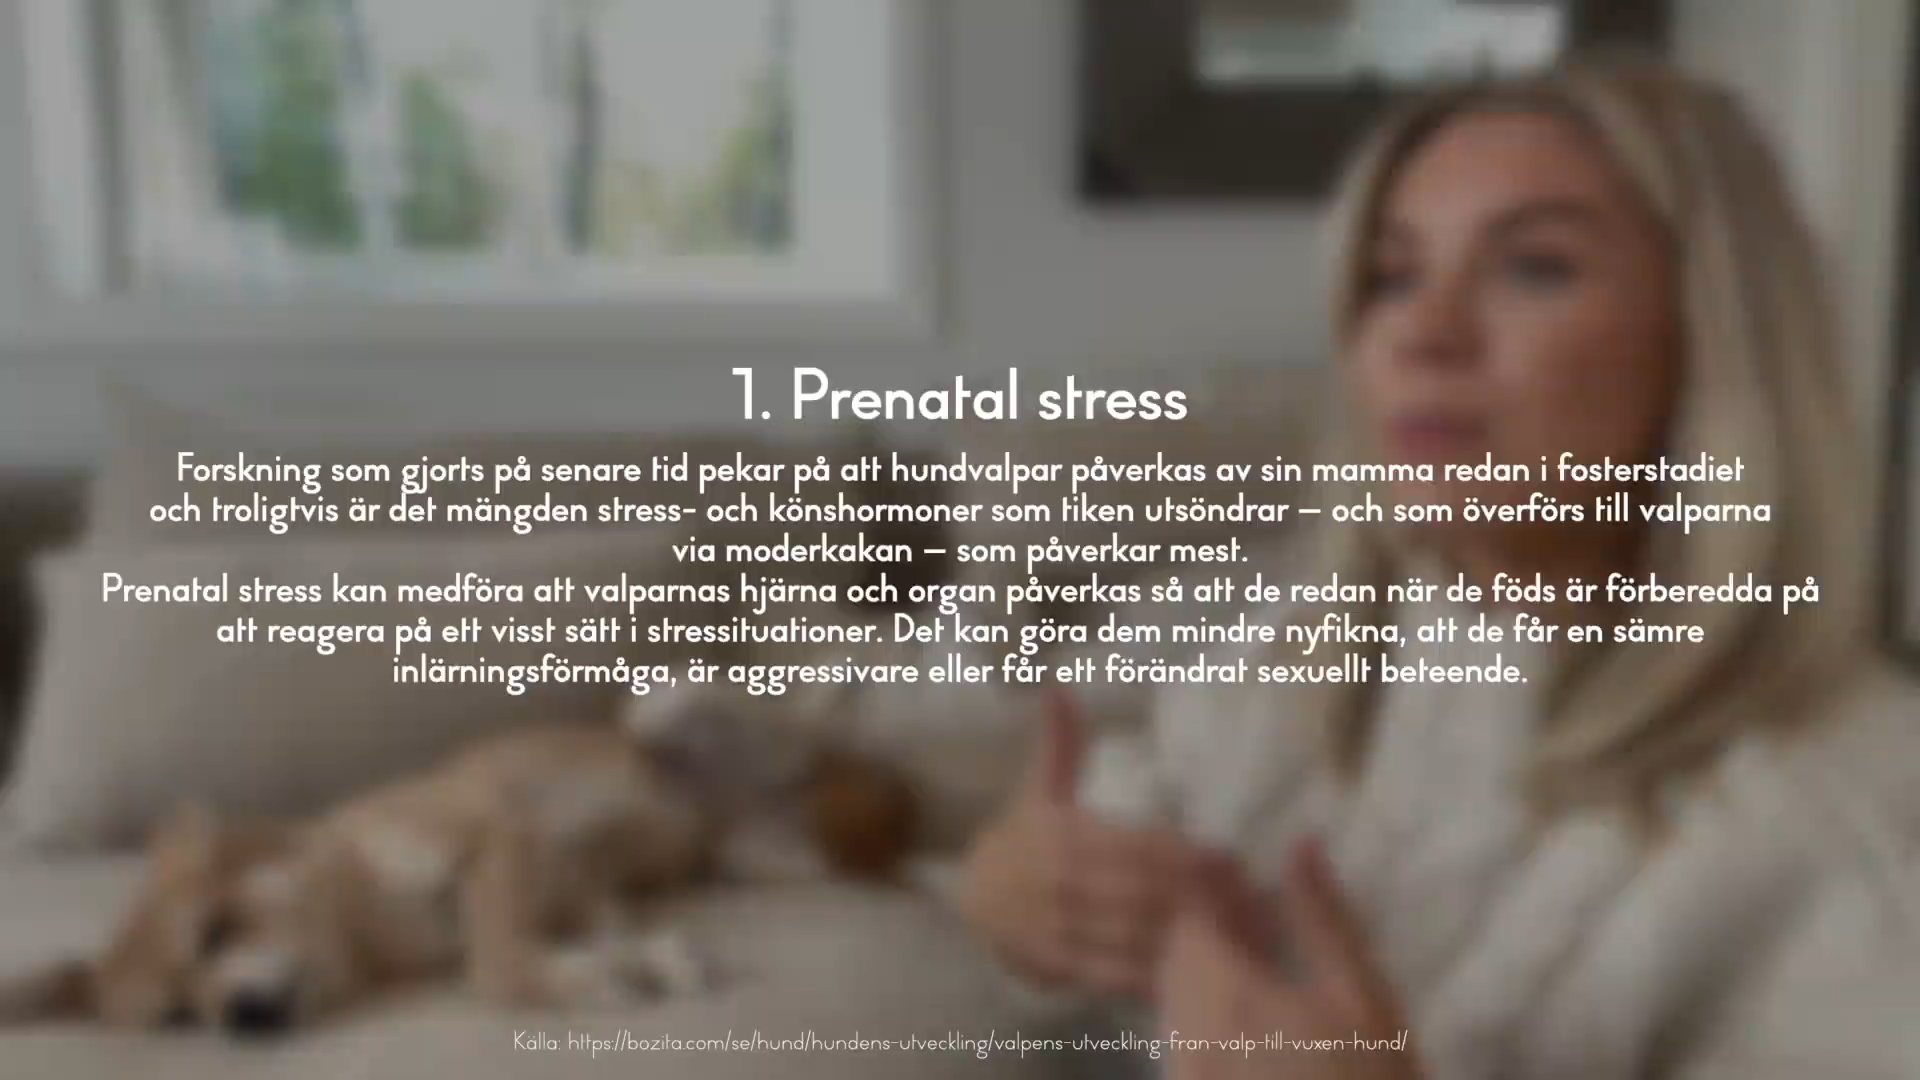 1. Prenatal stress
Forskning som gjorts på senare tid pekar på att hundvalpar påverkas av sin mamma redan i fosterstadiet
och troligtvis är det mängden stress- och könshormoner som tiken utsöndrar – och som överförs till valparna
via moderkakan – som påverkar mest.
Prenatal stress kan medföra att valparnas hjärna och organ påverkas så att de redan när de föds är förberedda på
att reagera på ett visst sätt i stressituationer. Det kan göra dem mindre nyfikna, att de får en sämre
inlärningsförmåga, är aggressivare eller får ett förändrat sexuellt beteende.
Källa: https://bozita.com/se/hund/hundens-utveckling/valpens-utveckling-fran-valp-till-vuxen-hund/